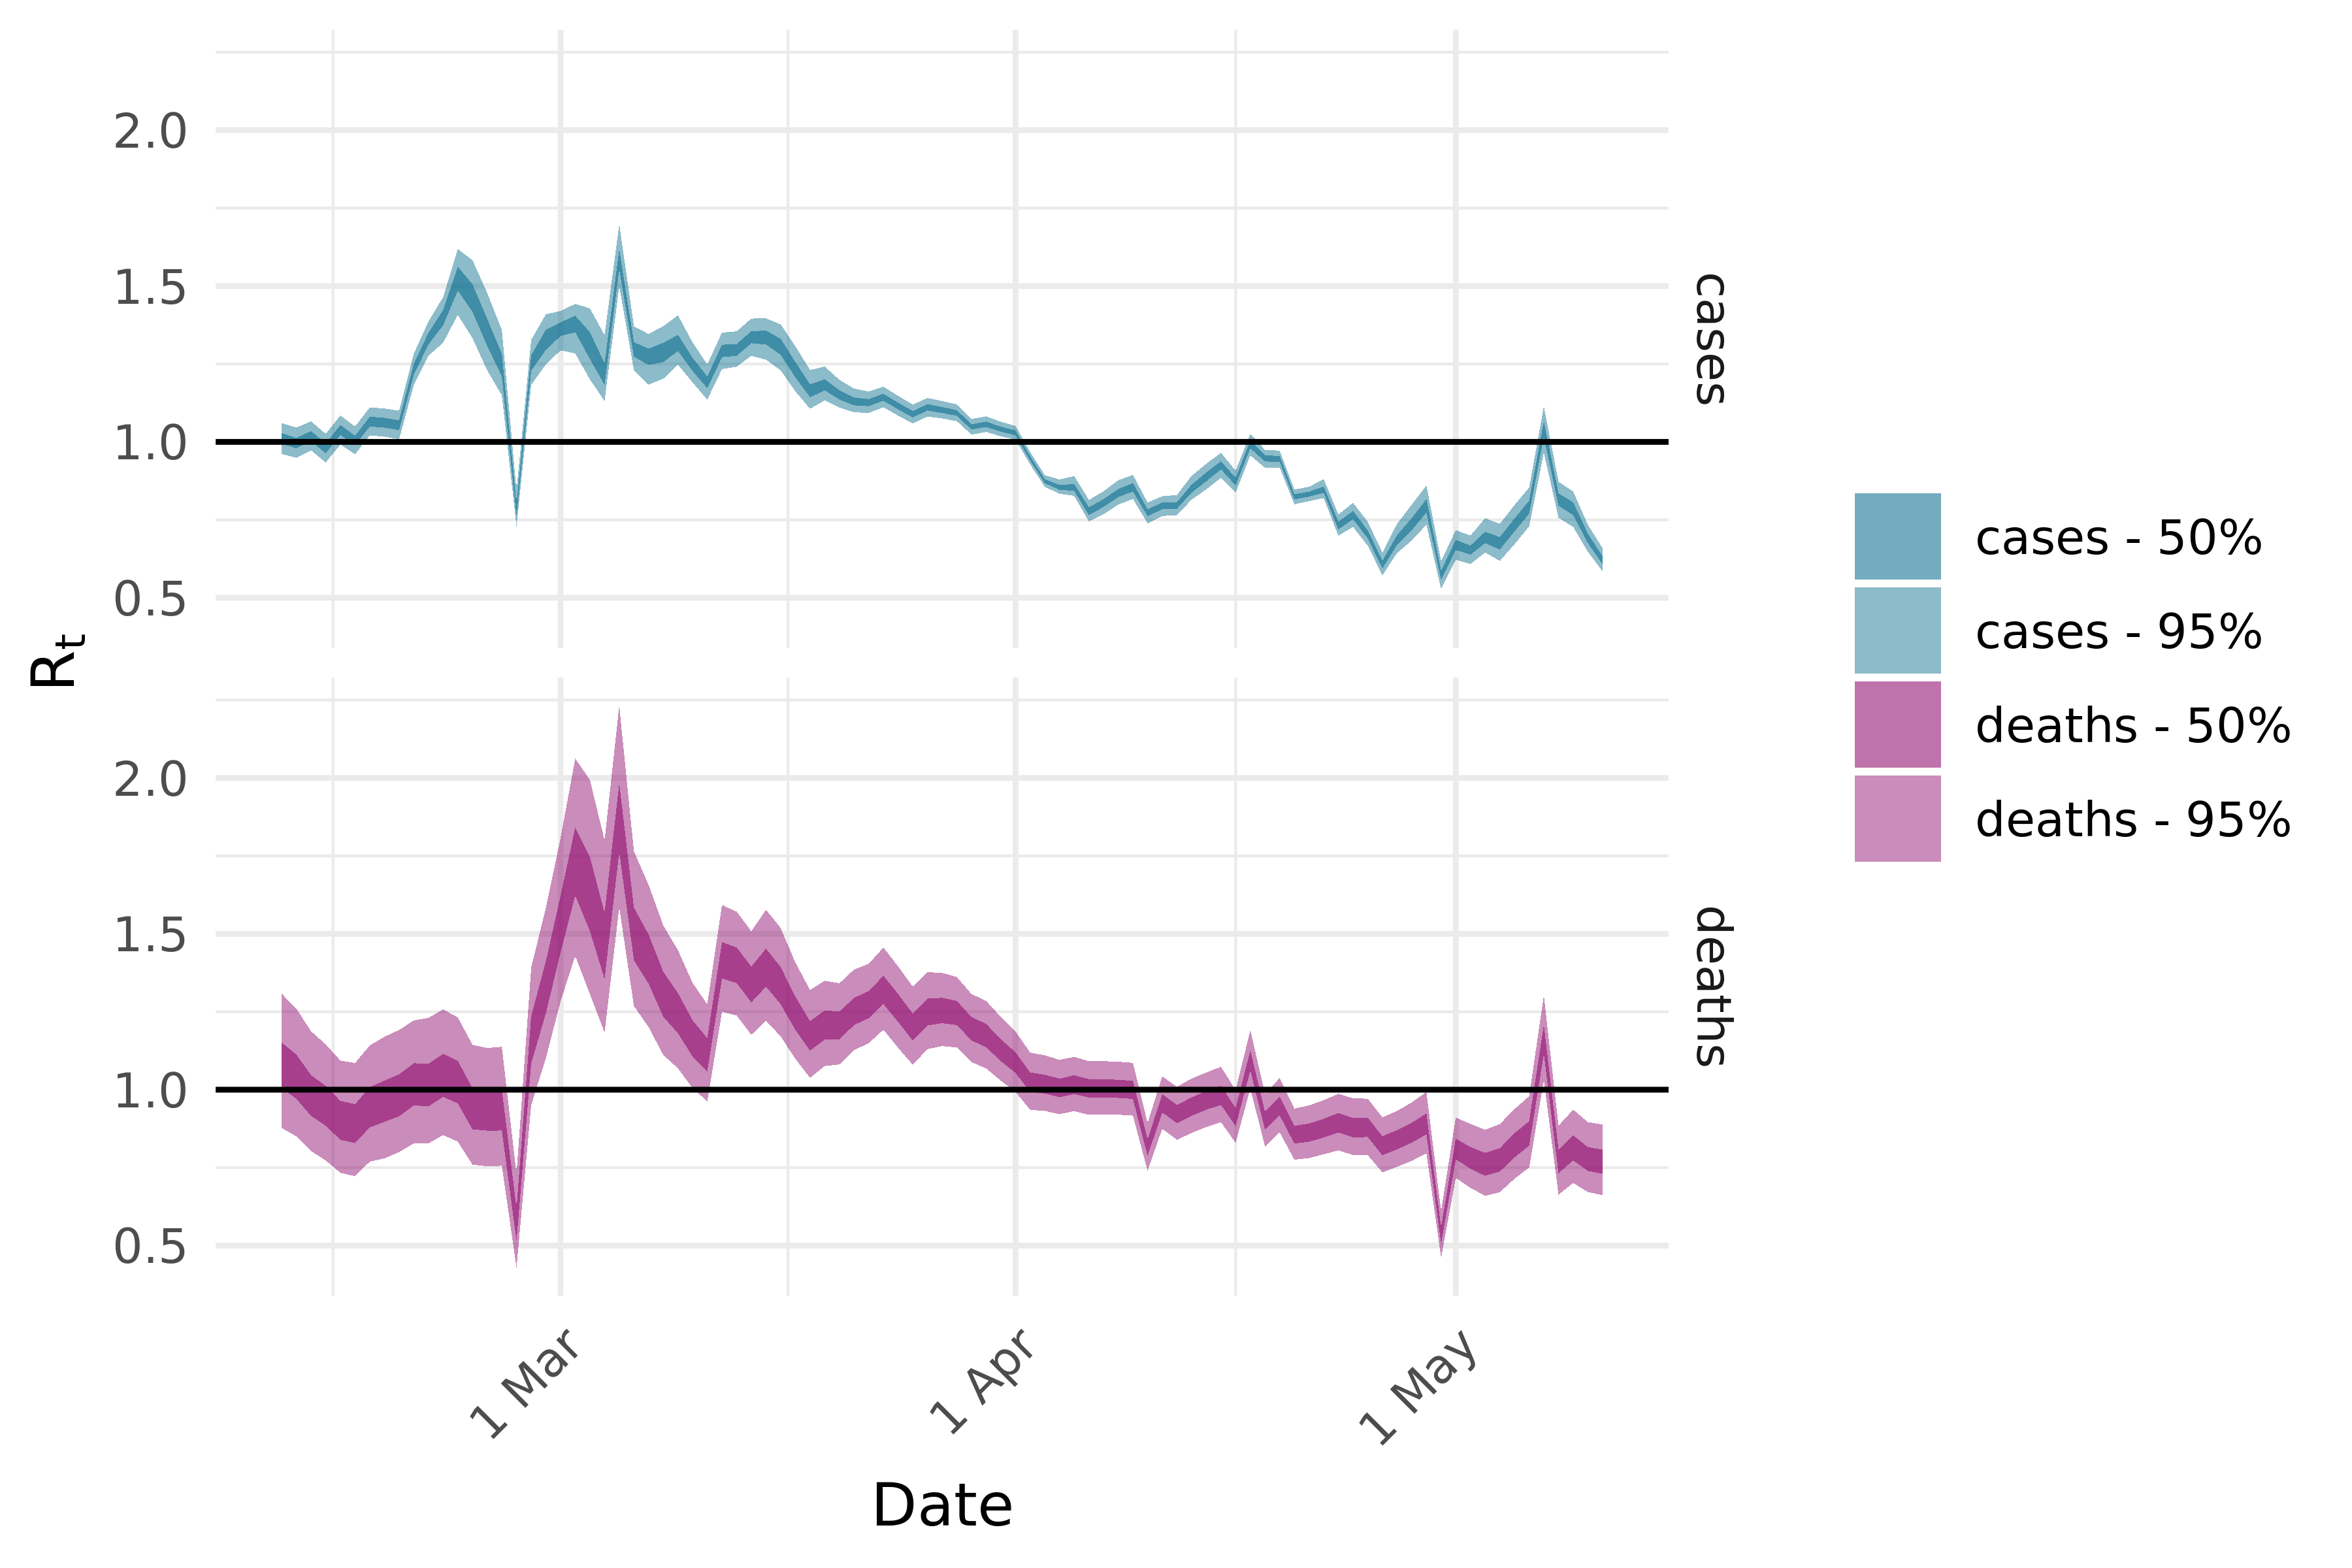 2.0
1.5
1.0
0.5
cases
2.0
1.5
1.0
0.5
deaths
Rt
1 Mar
1 Apr
1 May
Date
cases - 50%
cases - 95%
deaths - 50%
deaths - 95%